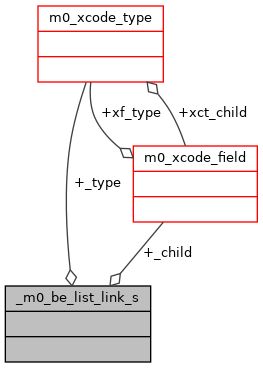 m0_xcode_type
+xf_type
+xct_child
m0_xcode_field
+_type
+_child
_m0_be_list_link_s